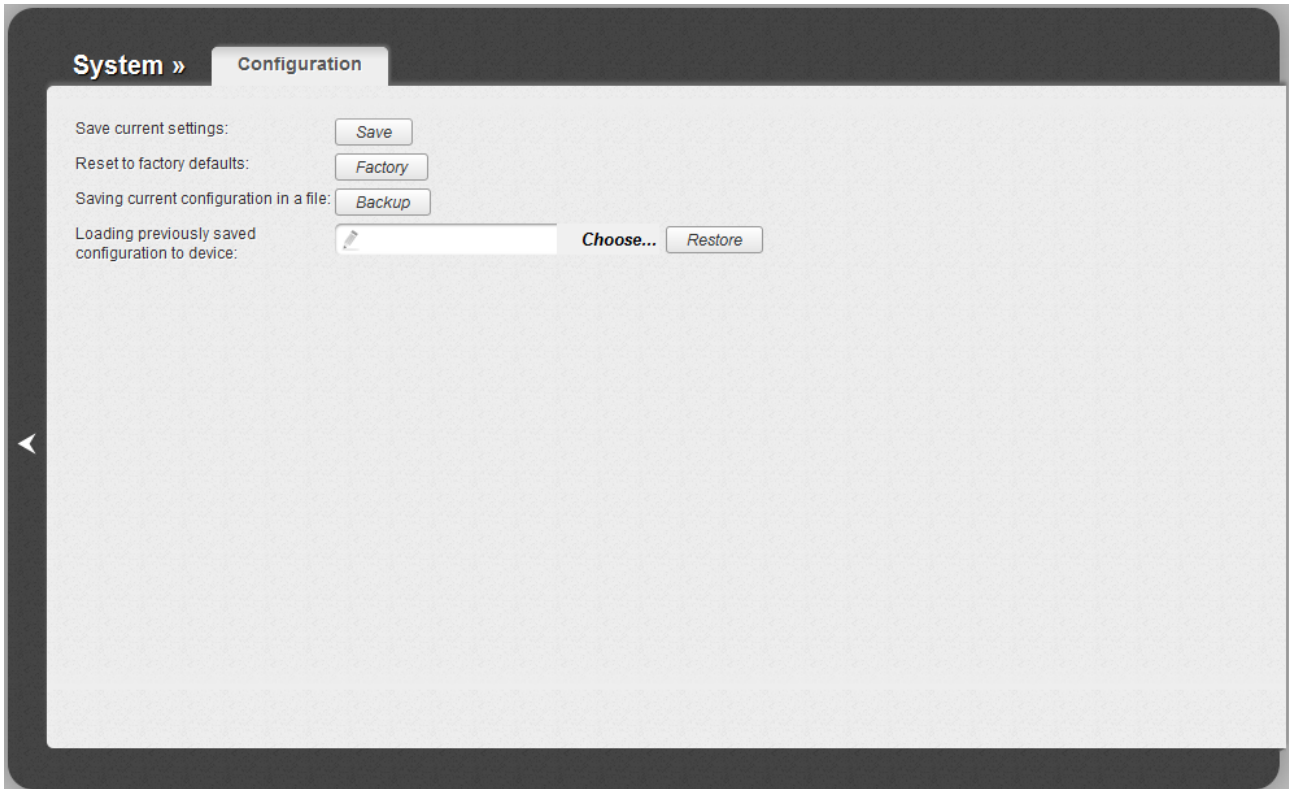 System » Configuration
Save current settings: Save
Reset to factory defaults: Factory
Saving current configuration in a file: Backup
Loading previously saved
configuration to device:
Choose... Restore